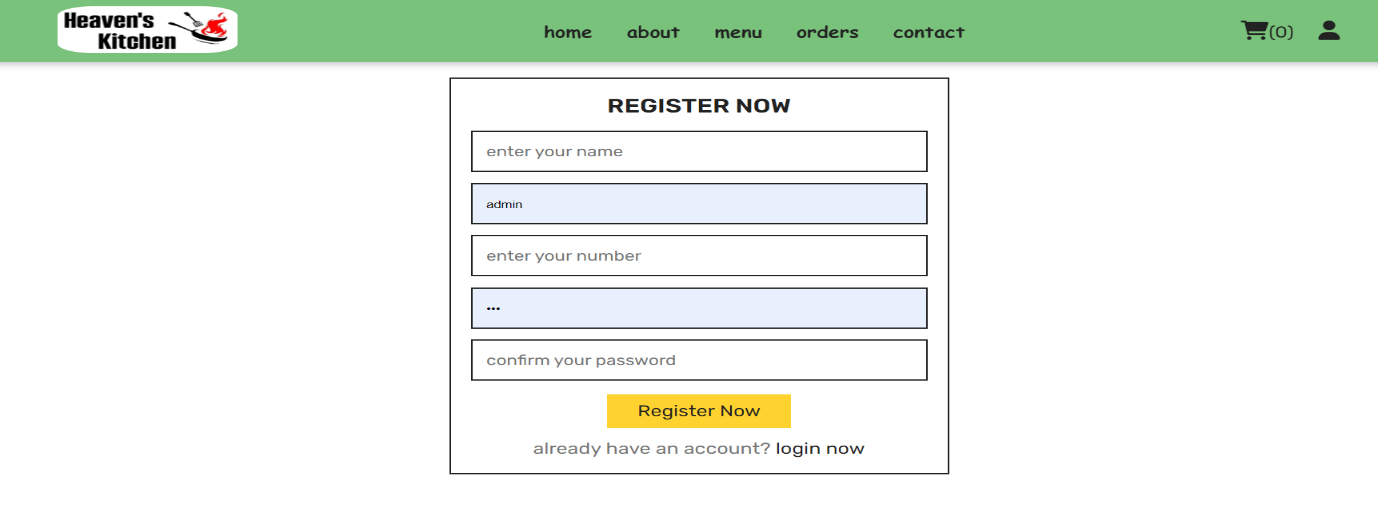 Heaven's
Kitchen
home about menu orders contact (0)
REGISTER NOW
enter your name
admin
enter your number
•••
confirm your password
Register Now
already have an account? login now